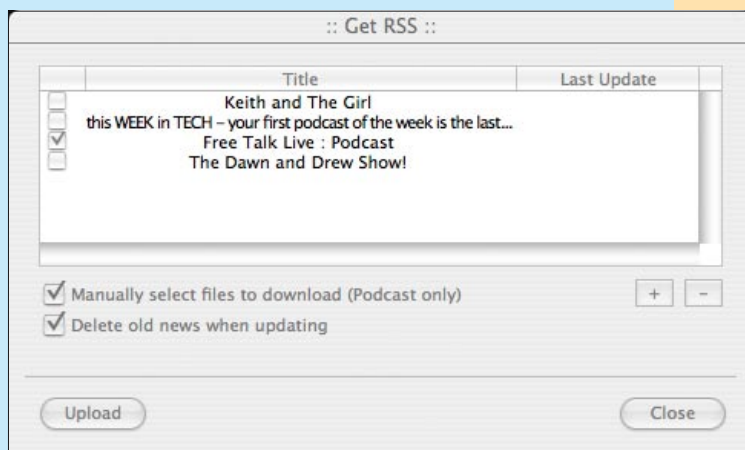 :: Get RSS ::
Title Last Update
Keith and The Girl
this WEEK in TECH – your first podcast of the week is the last...
Free Talk Live : Podcast
The Dawn and Drew Show!
Manually select files to download (Podcast only) + -
Delete old news when updating
Upload Close